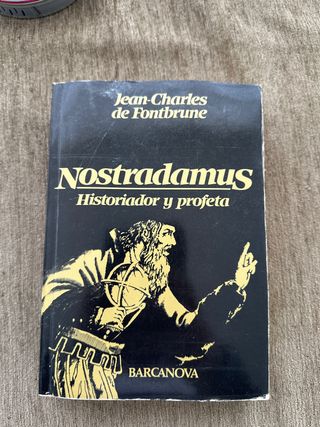 Jean-Charles
de Fontbrune
Nostradamus
Historiador y profeta
BARCANOVA